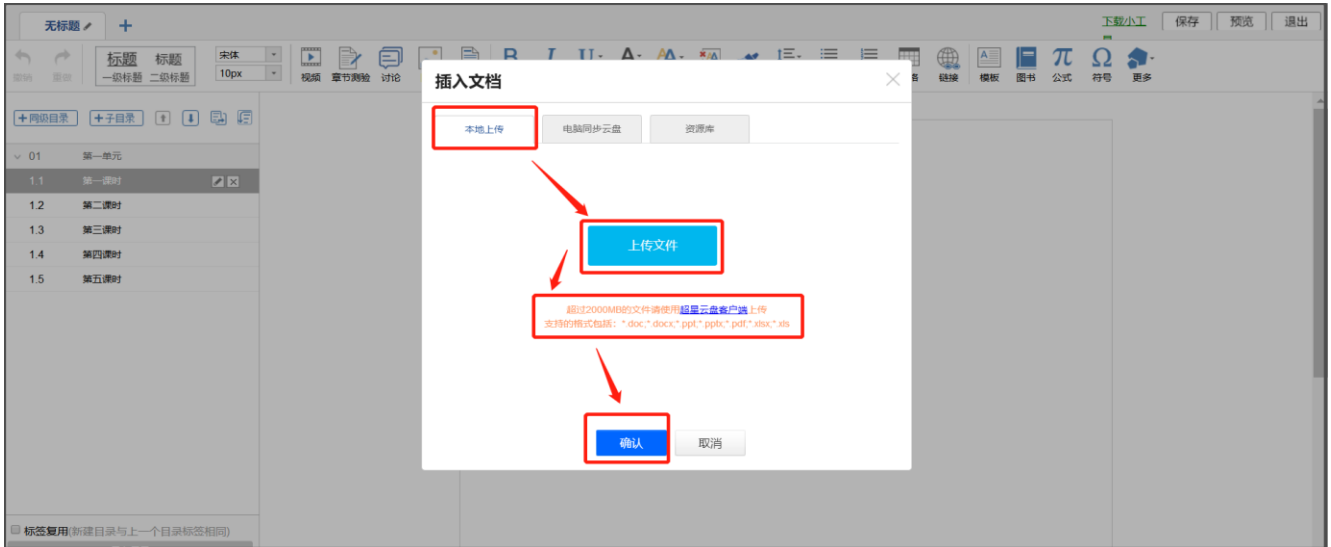 无标题
下载小工
保存
预览
退出
撤销
重做
标题 标题
一级标题 二级标题
宋体
10px
视频
章节测验
讨论
B I U A
链接
模板
图书
π
公式
Ω
符号
更多
+同级目录
+子目录
01 第一单元
1.1 第一课时
1.2 第二课时
1.3 第三课时
1.4 第四课时
1.5 第五课时
标签复用(新建目录与上一个目录标签相同)
插入文档
本地上传
电脑同步云盘
资源库
上传文件
超过2000MB的文件请使用超星云盘客户端上传
支持的格式包括：*.doc;*.docx;*.ppt;*.pptx;*.pdf;*.xlsx;*.xls
确认
取消